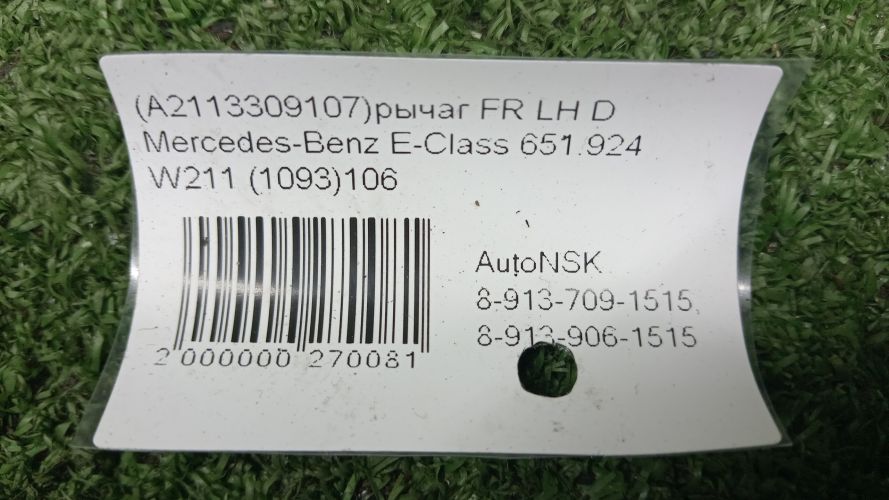 (A2113309107)рычаг FR LH D
Mercedes-Benz E-Class 651.924
W211 (1093)106
AutoNSK
8-913-709-1515,
8-913-906-1515
2 000000 270081